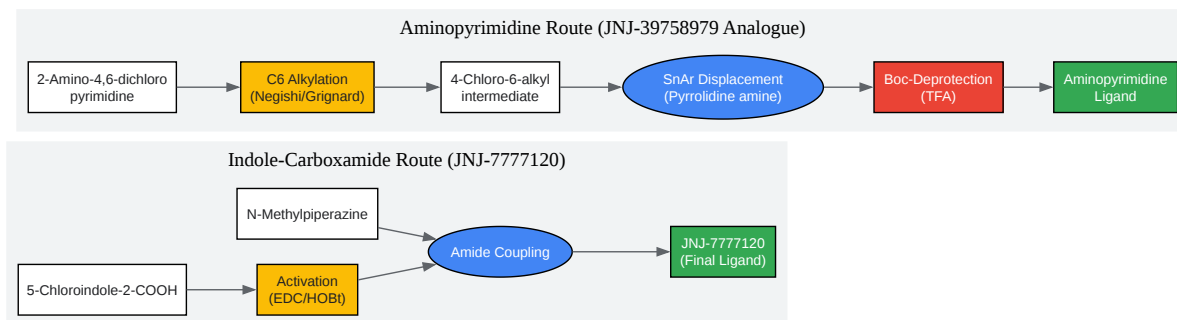 Aminopyrimidine Route (JNJ-39758979 Analogue)
2-Amino-4,6-dichloro
pyrimidine
C6 Alkylation
(Negishi/Grignard)
4-Chloro-6-alkyl
intermediate
SnAr Displacement
(Pyrrolidine amine)
Boc-Deprotection
(TFA)
Aminopyrimidine
Ligand
Indole-Carboxamide Route (JNJ-7777120)
N-Methylpiperazine
5-Chloroindole-2-COOH
Activation
(EDC/HOBt)
Amide Coupling
JNJ-7777120
(Final Ligand)